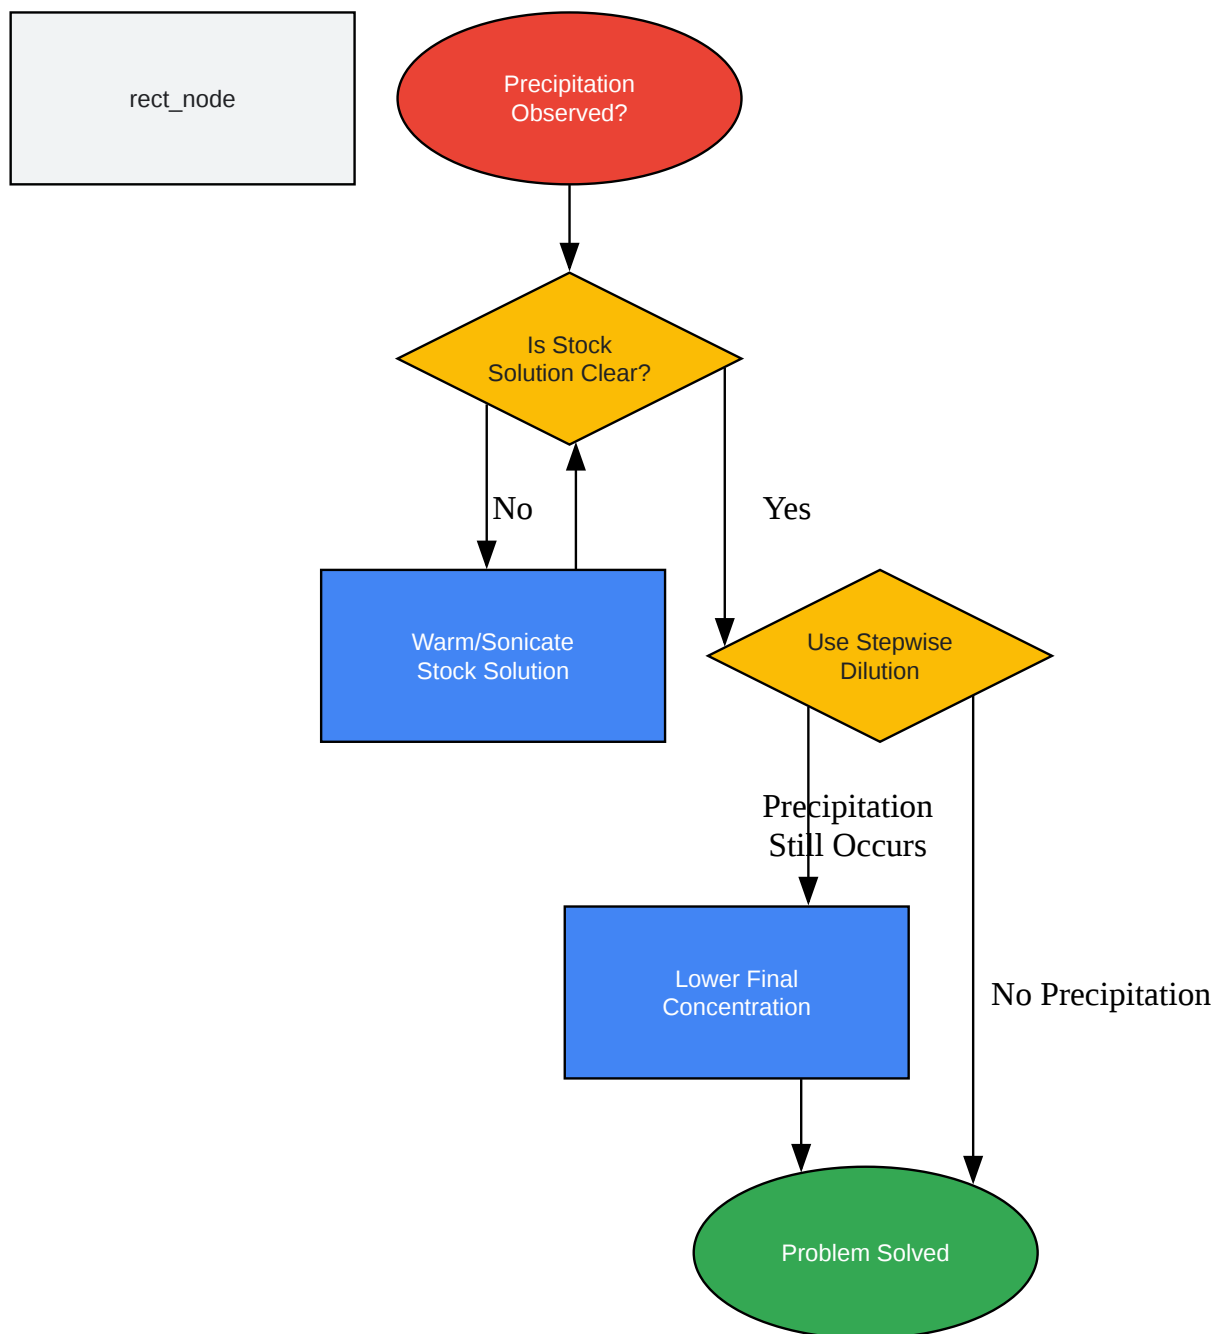 rect_node
Precipitation
Observed?
Is Stock
Solution Clear?
No
Yes
Warm/Sonicate
Stock Solution
Use Stepwise
Dilution
Precipitation
Still Occurs
Lower Final
Concentration
No Precipitation
Problem Solved